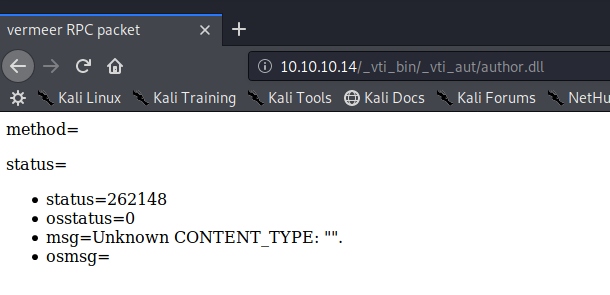 vermeer RPC packet
10.10.10.14/_vti_bin/_vti_aut/author.dll
Kali Linux Kali Training Kali Tools Kali Docs Kali Forums NetHu
method=
status=
status=262148
osstatus=0
msg=Unknown CONTENT_TYPE: "".
osmsg=